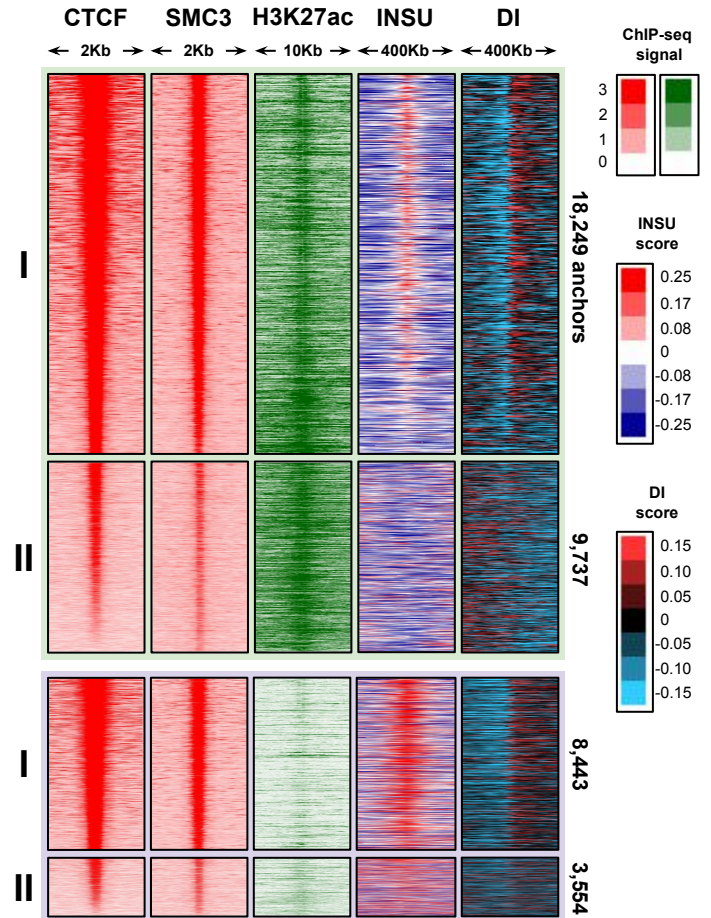 CTCF SMC3 H3K27ac INSU DI
2Kb 2Kb 10Kb 400Kb 400Kb
I
18,249 anchors
II
9,737
I
8,443
II
3,554
ChIP-seq
signal
3
2
1
0
INSU
score
0.25
0.17
0.08
0
-0.08
-0.17
-0.25
DI
score
0.15
0.10
0.05
0
-0.05
-0.10
-0.15